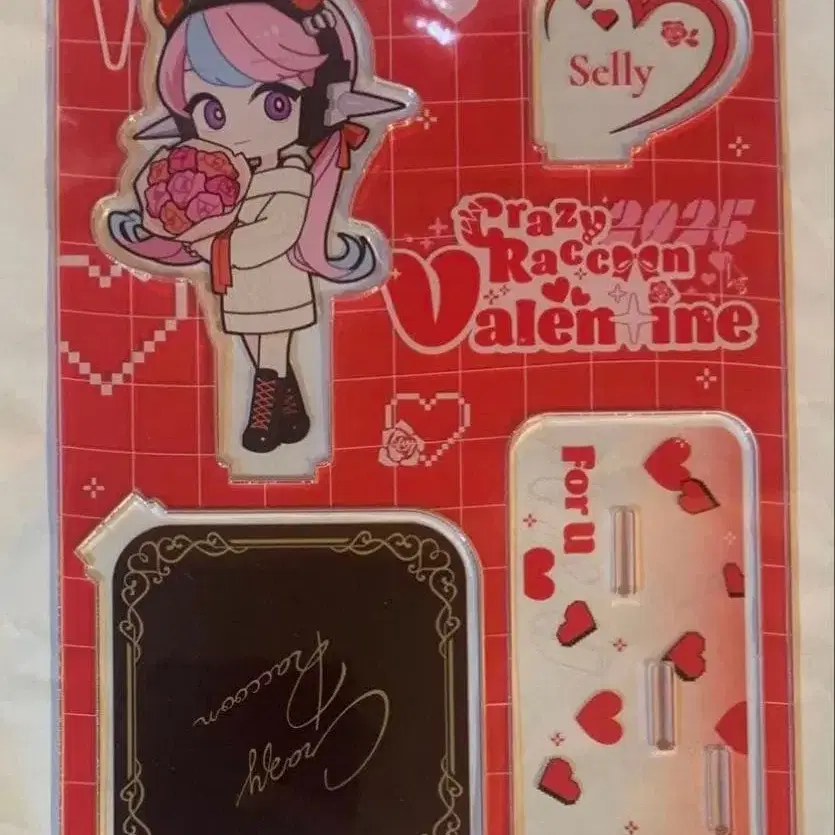 Selly
2025
Crazy
Raccoon
Valentine
For u
Crazy
Raccoon